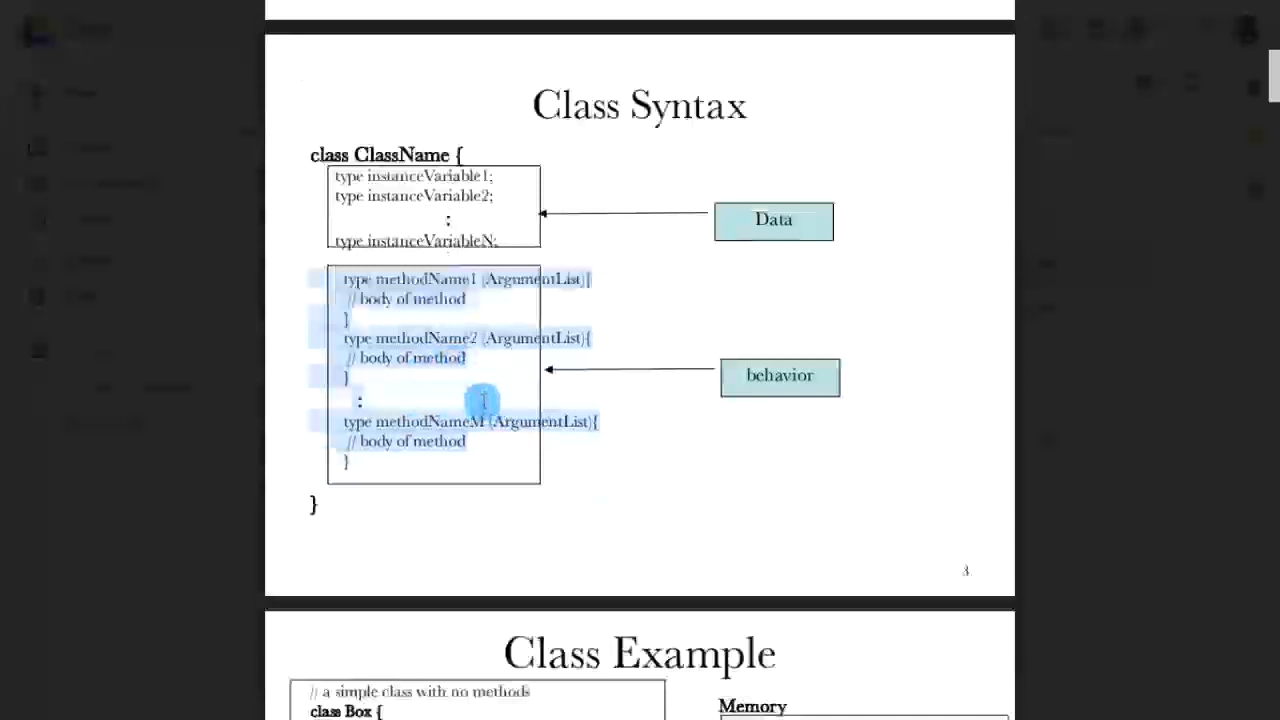 Class Syntax
class ClassName {
type instanceVariable1;
type instanceVariable2;
:
type instanceVariableN;
Data
type methodName1 (ArgumentList){
// body of method
}
type methodName2 (ArgumentList){
// body of method
}
behavior
:
type methodNameM (ArgumentList){
// body of method
}
}
3
Class Example
// a simple class with no methods
class Box {
Memory